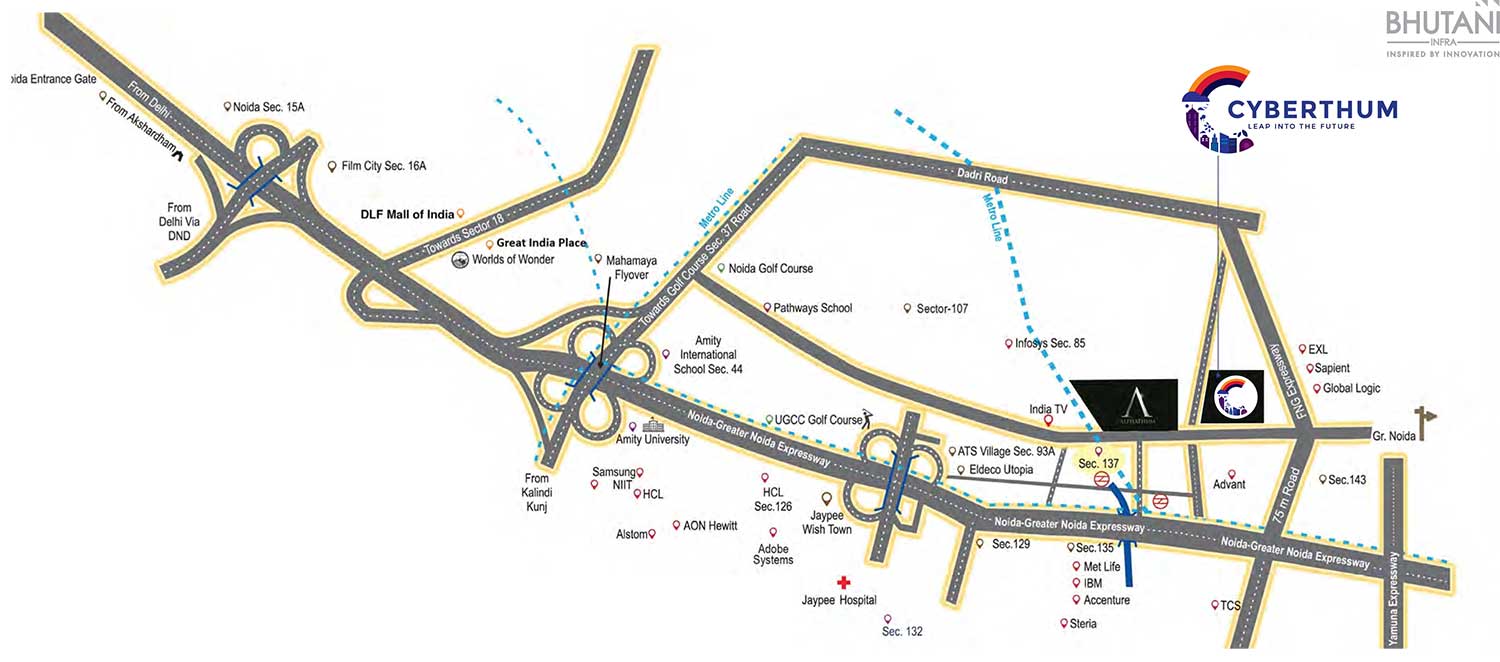 BHUTANI
INFRA
INSPIRED BY INNOVATION
CYBERTHUM
LEAP INTO THE FUTURE
oida Entrance Gate
From Delhi
From Akshardham
Noida Sec. 15A
Film City Sec. 16A
From
Delhi Via
DND
DLF Mall of India
Towards Sector 18
Great India Place
Worlds of Wonder
Mahamaya
Flyover
Metro Line
Towards Golf Course Sec. 37 Road
Dadri Road
Metro Line
Noida Golf Course
Pathways School
Sector-107
Infosys Sec. 85
Amity
International
School Sec. 44
FNG Expressway
EXL
Sapient
Global Logic
India TV
ALPHATHUM
Gr. Noida
UGCC Golf Course
Noida-Greater Noida Expressway
Amity University
ATS Village Sec. 93A
Eldeco Utopia
Sec. 137
Advant
Sec.143
75 m Road
From
Kalindi
Kunj
Samsung
NIIT
HCL
HCL
Sec.126
Jaypee
Wish Town
Alstom
AON Hewitt
Adobe
Systems
Noida-Greater Noida Expressway
Noida-Greater Noida Expressway
Sec.129
Sec.135
Met Life
IBM
Accenture
Steria
TCS
Yamuna Expressway
Jaypee Hospital
Sec. 132